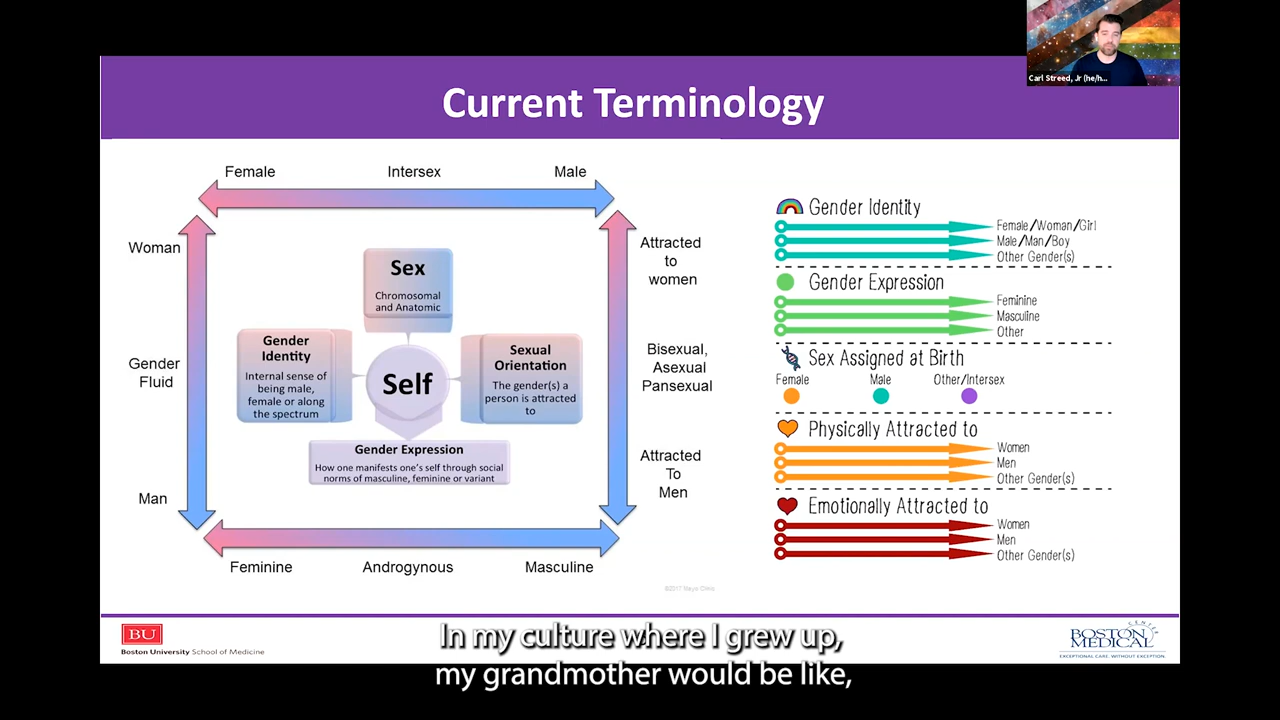 Carl Streed, Jr (he/h...
Current Terminology
Female
Intersex
Male
Woman
Gender
Fluid
Man
Sex
Chromosomal
and Anatomic
Gender
Identity
Internal sense of
being male,
female or along
the spectrum
Self
Sexual
Orientation
The gender(s) a
person is attracted
to
Gender Expression
How one manifests one's self through social
norms of masculine, feminine or variant
Attracted
to
women
Bisexual,
Asexual
Pansexual
Attracted
To
Men
Feminine
Androgynous
Masculine
Gender Identity
Female/Woman/Girl
Male/Man/Boy
Other Gender(s)
Gender Expression
Feminine
Masculine
Other
Sex Assigned at Birth
Female
Male
Other/Intersex
Physically Attracted to
Women
Men
Other Gender(s)
Emotionally Attracted to
Women
Men
Other Gender(s)
©2017 Mayo Clinic
BU
Boston University School of Medicine
BOSTON
MEDICAL
CENTER
EXCEPTIONAL CARE. WITHOUT EXCEPTION.
In my culture where I grew up,
my grandmother would be like,